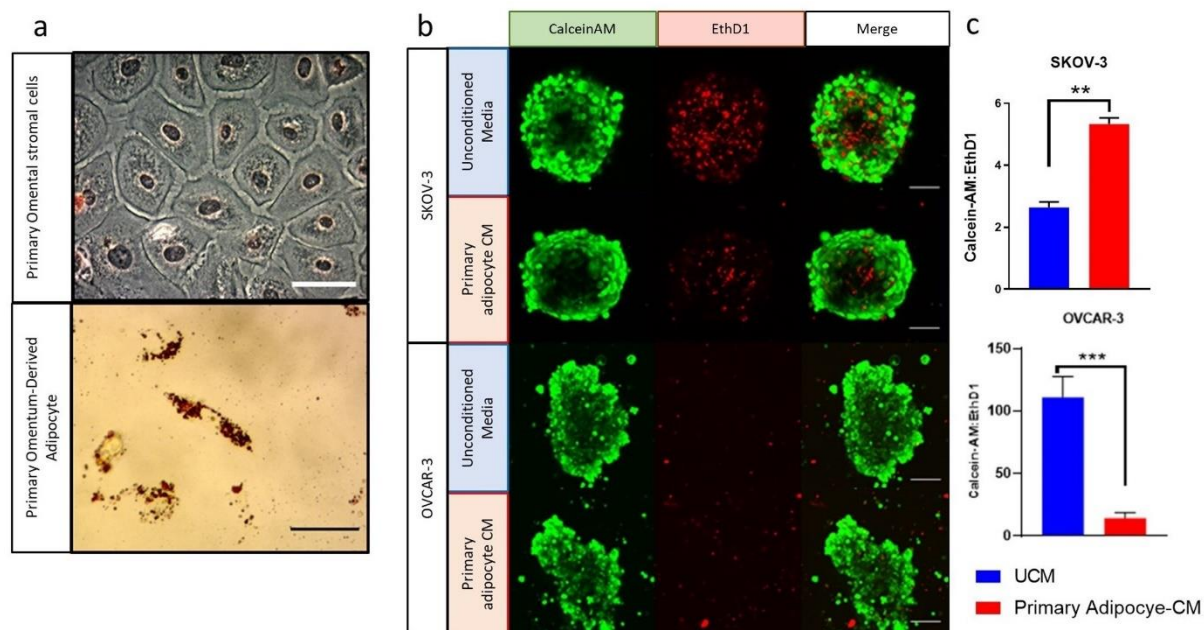 a
Primary Omental stromal cells
Primary Omentum-Derived
Adipocyte
b
CalceinAM
EthD1
Merge
SKOV-3
Unconditioned
Media
Primary
adipocyte CM
OVCAR-3
Unconditioned
Media
Primary
adipocyte CM
c
SKOV-3
**
Calcein-AM:EthD1
6
4
2
0
OVCAR-3
***
Calcein-AM:EthD1
150
100
50
0
UCM
Primary Adipocye-CM